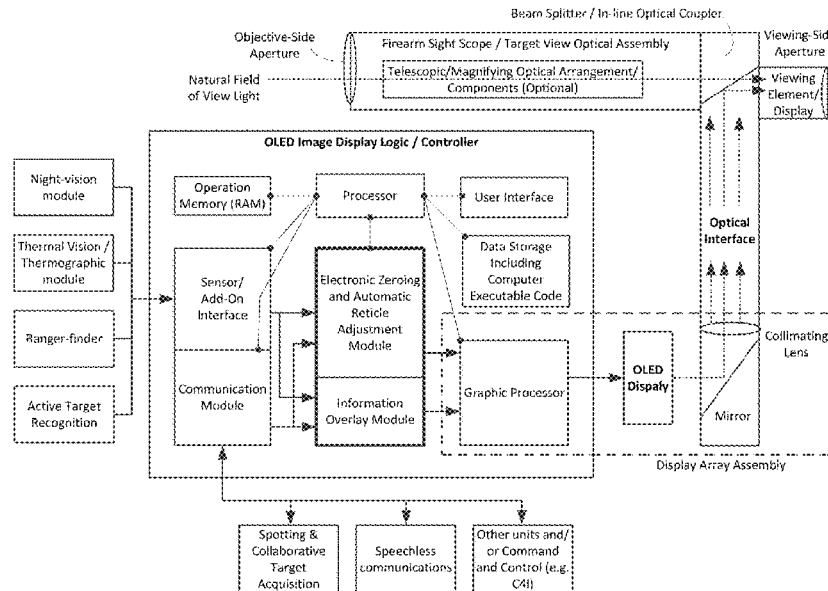 Beam Splitter / In-line Optical Coupler
Objective-Side
Aperture
Firearm Sight Scope / Target View Optical Assembly
Viewing-Side
Aperture
Natural Field
of View Light
Telescopic/Magnifying Optical Arrangement/
Components (Optional)
Viewing
Element/
Display
OLED Image Display Logic / Controller
Night-vision
module
Thermal Vision /
Thermographic
module
Ranger-finder
Active Target
Recognition
Operation
Memory (RAM)
Processor
User Interface
Data Storage
Including
Computer
Executable Code
Sensor/
Add-On
Interface
Communication
Module
Electronic Zeroing
and Automatic
Reticle
Adjustment
Module
Information
Overlay Module
Graphic Processor
OLED
Dispaly
Optical
Interface
Collimating
Lens
Mirror
Display Array Assembly
Spotting &
Collaborative
Target
Acquisition
Speechless
communications
Other units and/
or Command
and Control (e.g.
C4I)